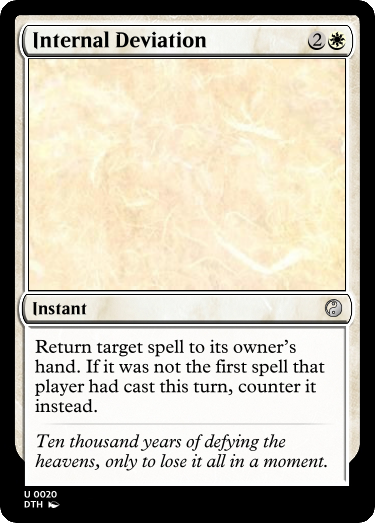 Internal Deviation 2
Instant
Return target spell to its owner's
hand. If it was not the first spell that
player had cast this turn, counter it
instead.
Ten thousand years of defying the
heavens, only to lose it all in a moment.
U 0020
DTH